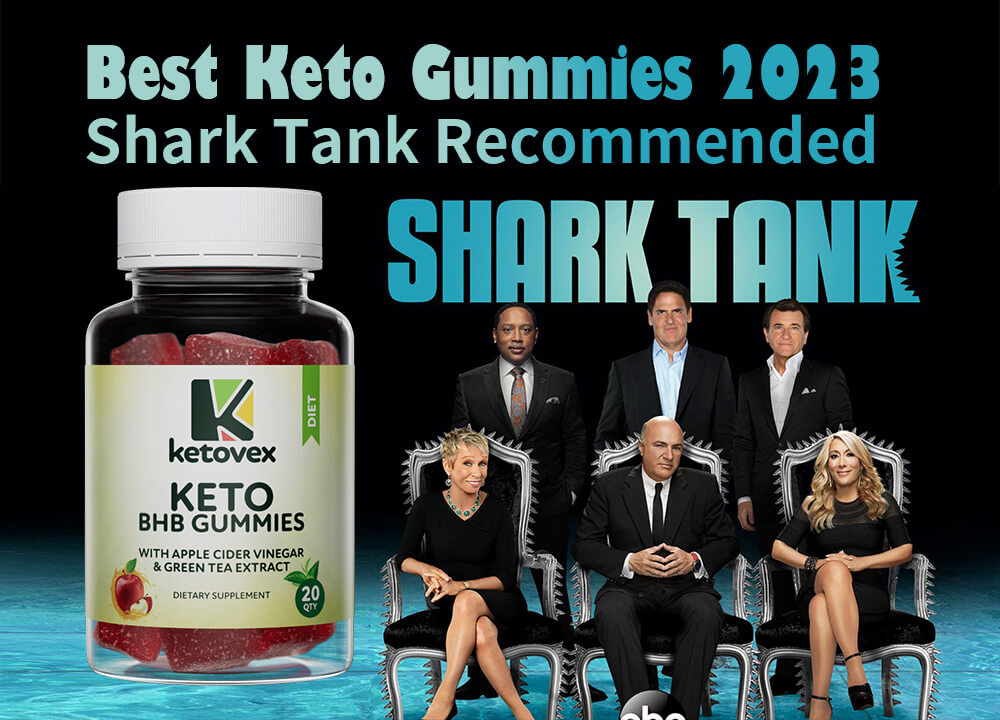 Best Keto Gummies 2023
Shark Tank Recommended
SHARK TANK
DIET
ketovex
KETO
BHB GUMMIES
WITH APPLE CIDER VINEGAR
& GREEN TEA EXTRACT
DIETARY SUPPLEMENT
20
QTY
abc